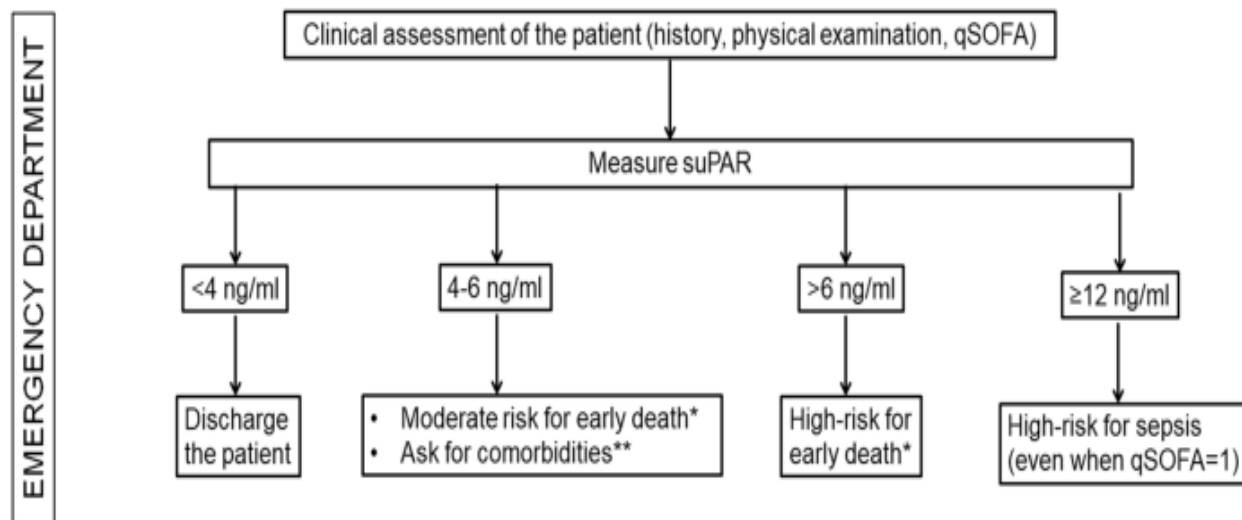 EMERGENCY DEPARTMENT
Clinical assessment of the patient (history, physical examination, qSOFA)
Measure suPAR
<4 ng/ml
4-6 ng/ml
>6 ng/ml
≥12 ng/ml
Discharge
the patient
• Moderate risk for early death*
• Ask for comorbidities**
High-risk for
early death*
High-risk for sepsis
(even when qSOFA=1)